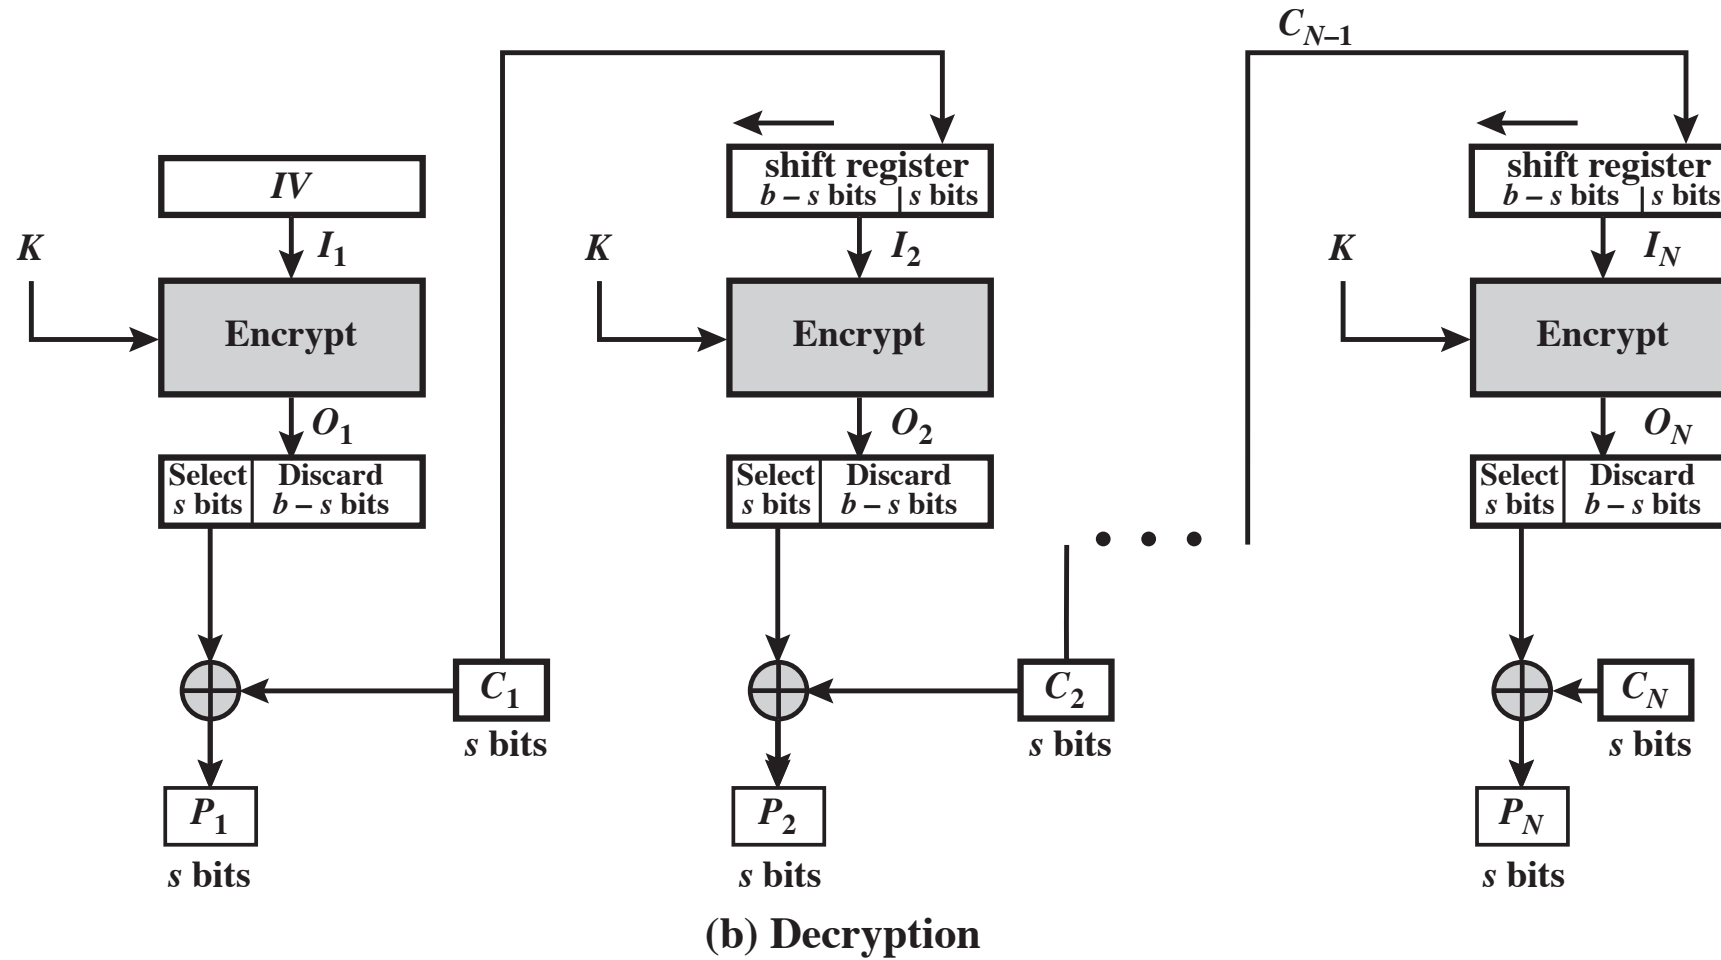 C_{N–1}
IV
shift register
b – s bits | s bits
shift register
b – s bits | s bits
K
I_1
K
I_2
K
I_N
Encrypt
Encrypt
Encrypt
O_1
O_2
O_N
Select
s bits
Discard
b – s bits
Select
s bits
Discard
b – s bits
Select
s bits
Discard
b – s bits
• • •
C_1
s bits
C_2
s bits
C_N
s bits
P_1
s bits
P_2
s bits
P_N
s bits
(b) Decryption